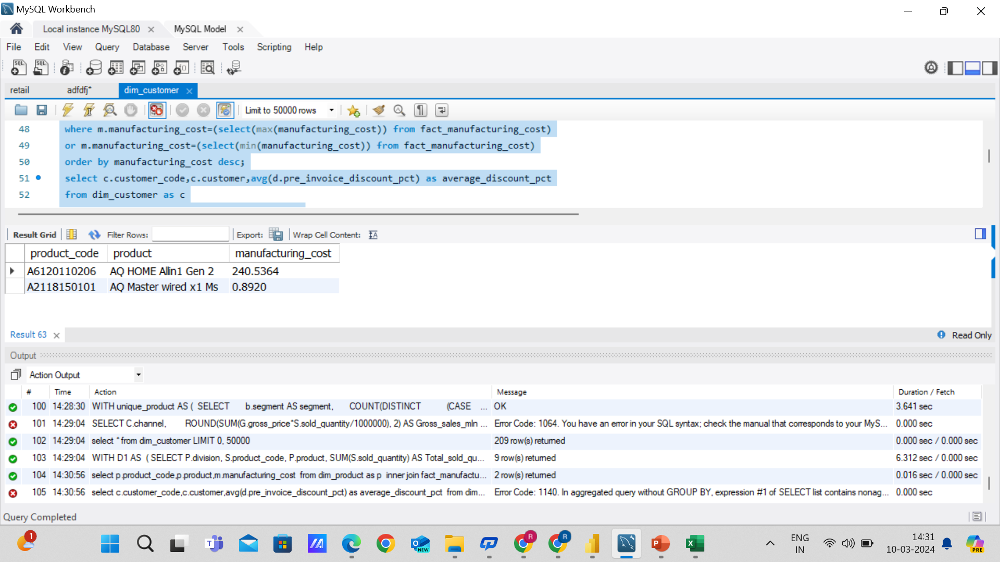 MySQL Workbench
Local instance MySQL80
MySQL Model
File Edit View Query Database Server Tools Scripting Help
retail adfdfj* dim_customer
Limit to 50000 rows
48 where m.manufacturing_cost=(select(max(manufacturing_cost)) from fact_manufacturing_cost)
49 or m.manufacturing_cost=(select(min(manufacturing_cost)) from fact_manufacturing_cost)
50 order by manufacturing_cost desc;
51 select c.customer_code,c.customer,avg(d.pre_invoice_discount_pct) as average_discount_pct
52 from dim_customer as c
Result Grid Filter Rows: Export: Wrap Cell Content:
product_code product manufacturing_cost
A6120110206 AQ HOME Allin1 Gen 2 240.5364
A2118150101 AQ Master wired x1 Ms 0.8920
Result 63 Read Only
Output
Action Output
# Time Action Message Duration / Fetch
100 14:28:30 WITH unique_product AS ( SELECT b.segment AS segment, COUNT(DISTINCT (CASE ... OK 3.641 sec
101 14:29:04 SELECT C.channel, ROUND(SUM(G.gross_price*S.sold_quantity/1000000), 2) AS Gross_sales_mln ... Error Code: 1064. You have an error in your SQL syntax; check the manual that corresponds to your MyS... 0.000 sec
102 14:29:04 select * from dim_customer LIMIT 0, 50000 209 row(s) returned 0.000 sec / 0.000 sec
103 14:29:04 WITH D1 AS ( SELECT P.division, S.product_code, P.product, SUM(S.sold_quantity) AS Total_sold_qu... 9 row(s) returned 6.312 sec / 0.000 sec
104 14:30:56 select p.product_code,p.product,m.manufacturing_cost from dim_product as p inner join fact_manufactu... 2 row(s) returned 0.016 sec / 0.000 sec
105 14:30:56 select c.customer_code,c.customer,avg(d.pre_invoice_discount_pct) as average_discount_pct from dim... Error Code: 1140. In aggregated query without GROUP BY, expression #1 of SELECT list contains nonag... 0.000 sec
Query Completed
1
NEW
R
R
ENG
IN
14:31
10-03-2024
PRE